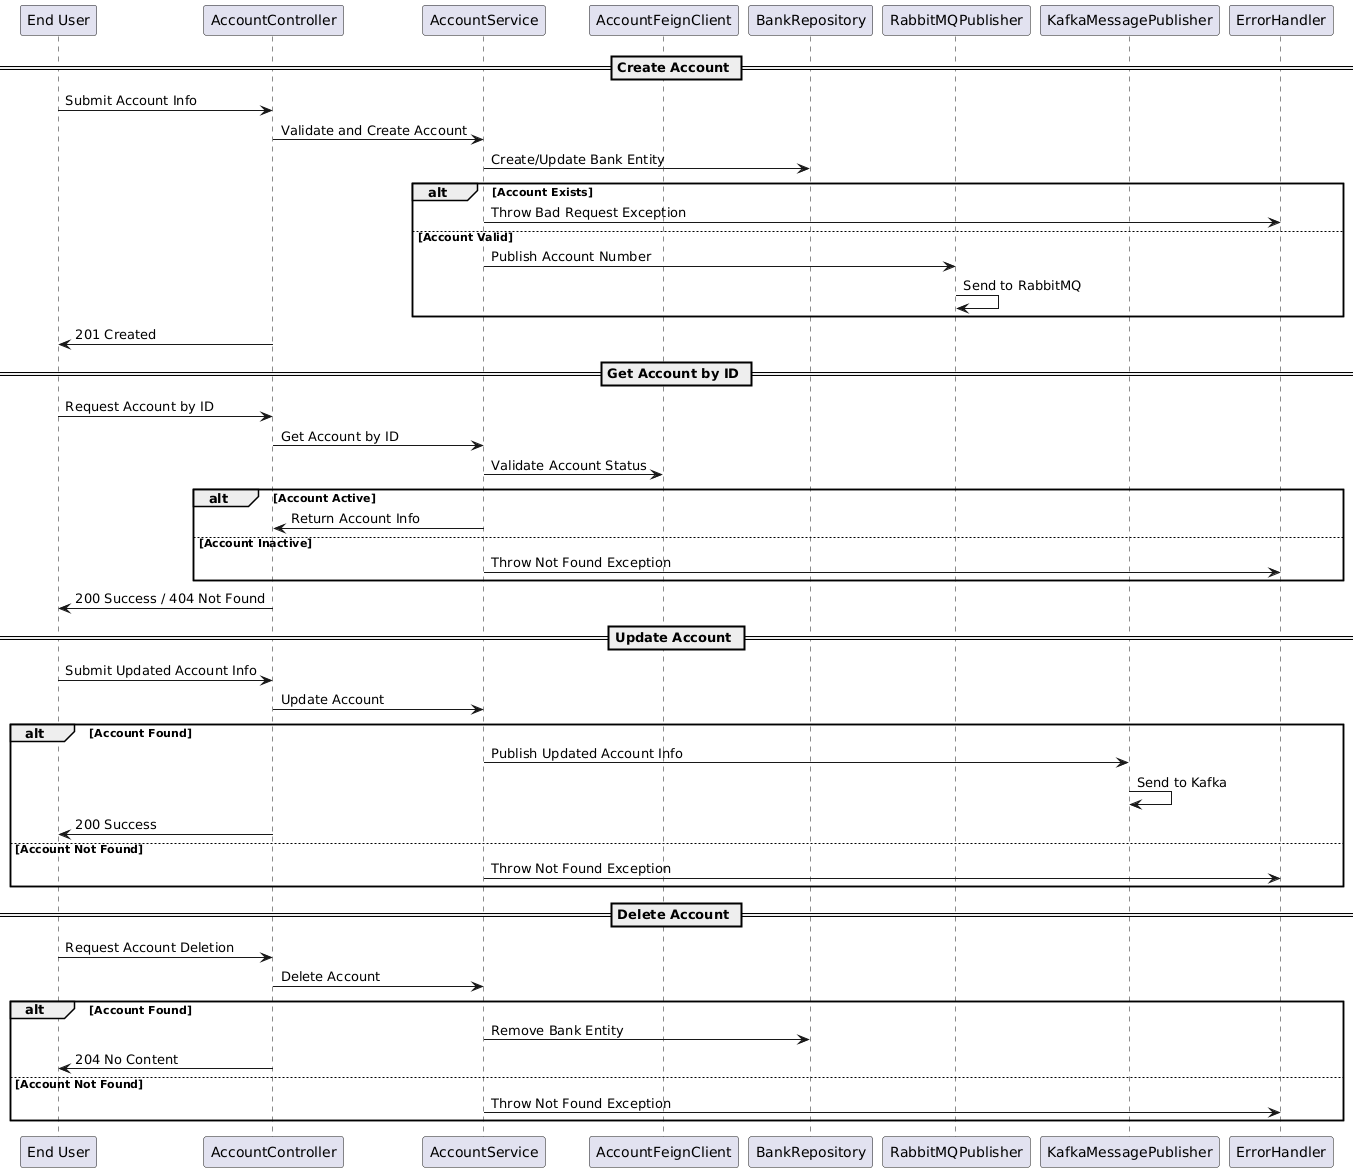 End User
AccountController
AccountService
AccountFeignClient
BankRepository
RabbitMQPublisher
KafkaMessagePublisher
ErrorHandler
Create Account
Submit Account Info
Validate and Create Account
Create/Update Bank Entity
alt [Account Exists]
Throw Bad Request Exception
[Account Valid]
Publish Account Number
Send to RabbitMQ
201 Created
Get Account by ID
Request Account by ID
Get Account by ID
Validate Account Status
alt [Account Active]
Return Account Info
[Account Inactive]
Throw Not Found Exception
200 Success / 404 Not Found
Update Account
Submit Updated Account Info
Update Account
alt [Account Found]
Publish Updated Account Info
Send to Kafka
200 Success
[Account Not Found]
Throw Not Found Exception
Delete Account
Request Account Deletion
Delete Account
alt [Account Found]
Remove Bank Entity
204 No Content
[Account Not Found]
Throw Not Found Exception
End User
AccountController
AccountService
AccountFeignClient
BankRepository
RabbitMQPublisher
KafkaMessagePublisher
ErrorHandler